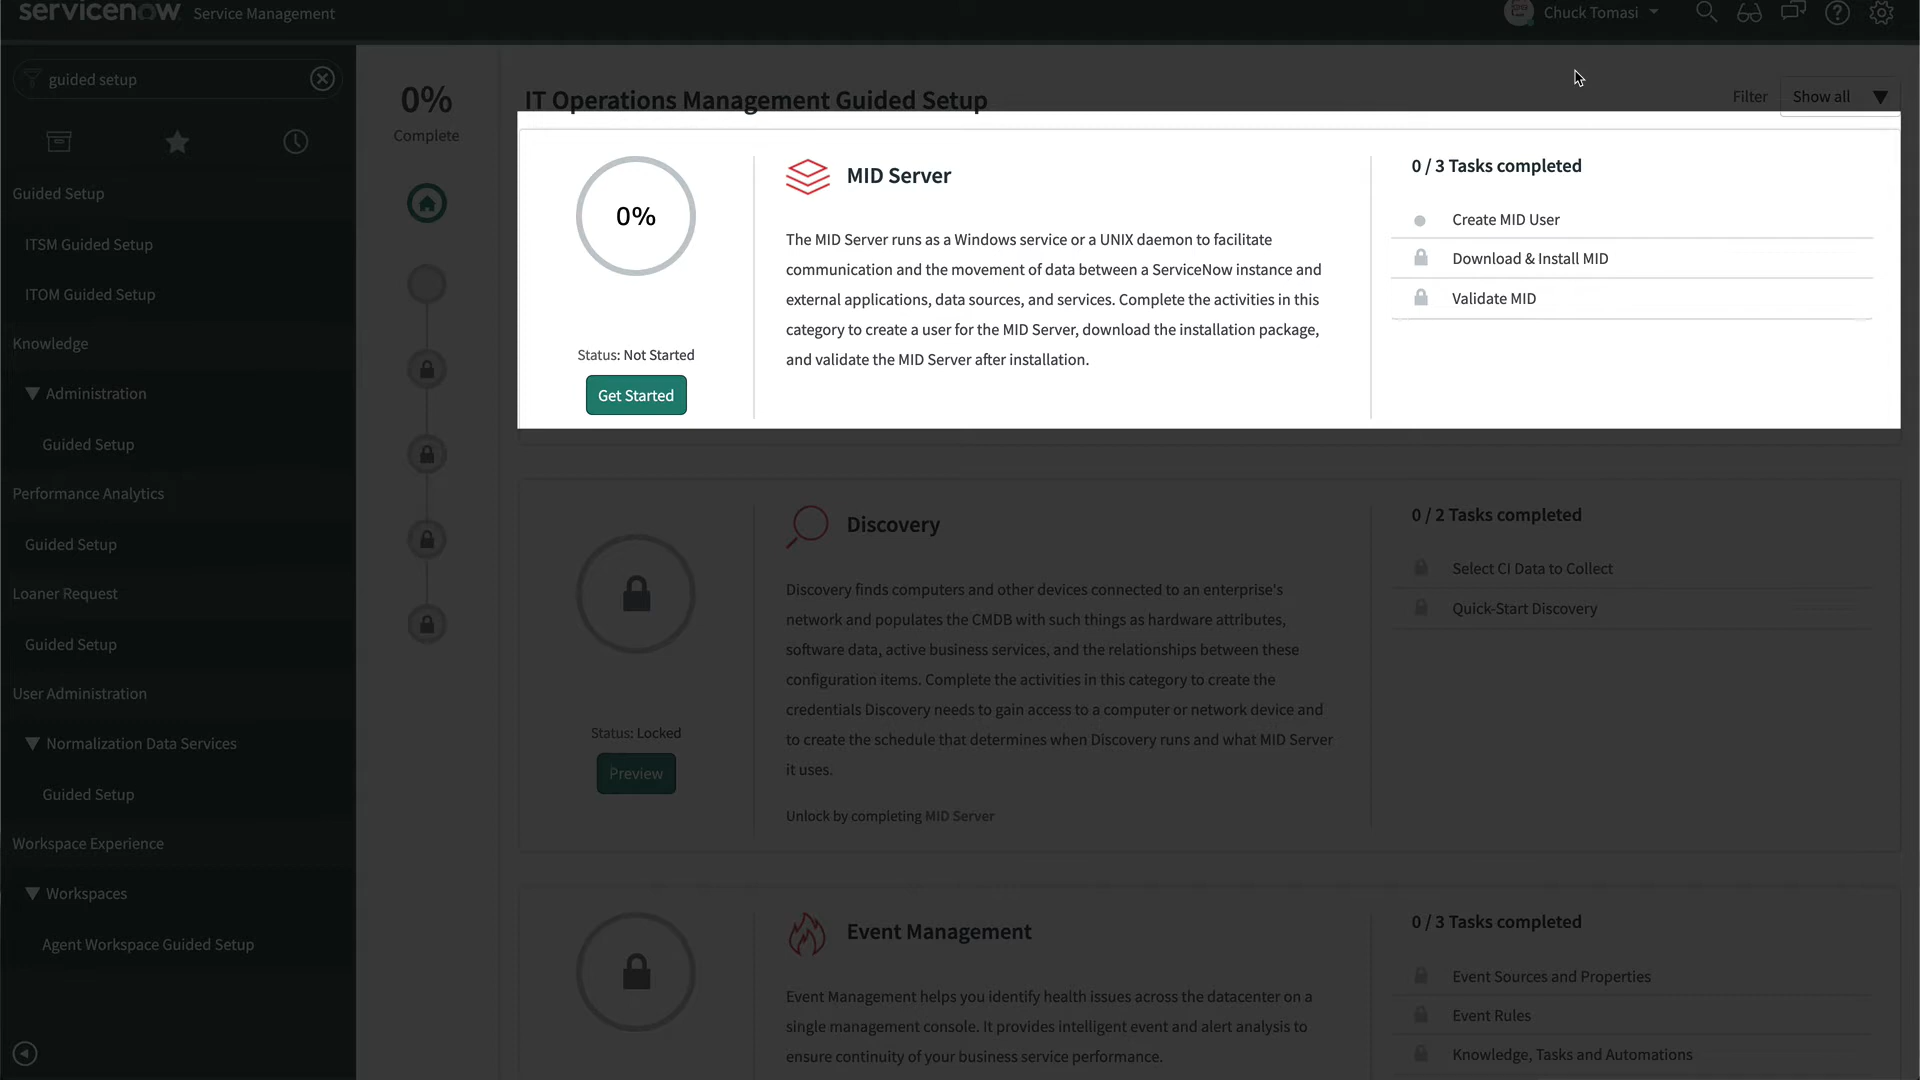 servicenow Service Management
Chuck Tomasi
guided setup
Guided Setup
ITSM Guided Setup
ITOM Guided Setup
Knowledge
Administration
Guided Setup
Performance Analytics
Guided Setup
Loaner Request
Guided Setup
User Administration
Normalization Data Services
Guided Setup
Workspace Experience
Workspaces
Agent Workspace Guided Setup
0%
Complete
IT Operations Management Guided Setup
Filter
Show all
0%
Status: Not Started
Get Started
MID Server
The MID Server runs as a Windows service or a UNIX daemon to facilitate
communication and the movement of data between a ServiceNow instance and
external applications, data sources, and services. Complete the activities in this
category to create a user for the MID Server, download the installation package,
and validate the MID Server after installation.
0 / 3 Tasks completed
Create MID User
Download & Install MID
Validate MID
Status: Locked
Preview
Discovery
Discovery finds computers and other devices connected to an enterprise's
network and populates the CMDB with such things as hardware attributes,
software data, active business services, and the relationships between these
configuration items. Complete the activities in this category to create the
credentials Discovery needs to gain access to a computer or network device and
to create the schedule that determines when Discovery runs and what MID Server
it uses.
Unlock by completing MID Server
0 / 2 Tasks completed
Select CI Data to Collect
Quick-Start Discovery
Event Management
Event Management helps you identify health issues across the datacenter on a
single management console. It provides intelligent event and alert analysis to
ensure continuity of your business service performance.
0 / 3 Tasks completed
Event Sources and Properties
Event Rules
Knowledge, Tasks and Automations